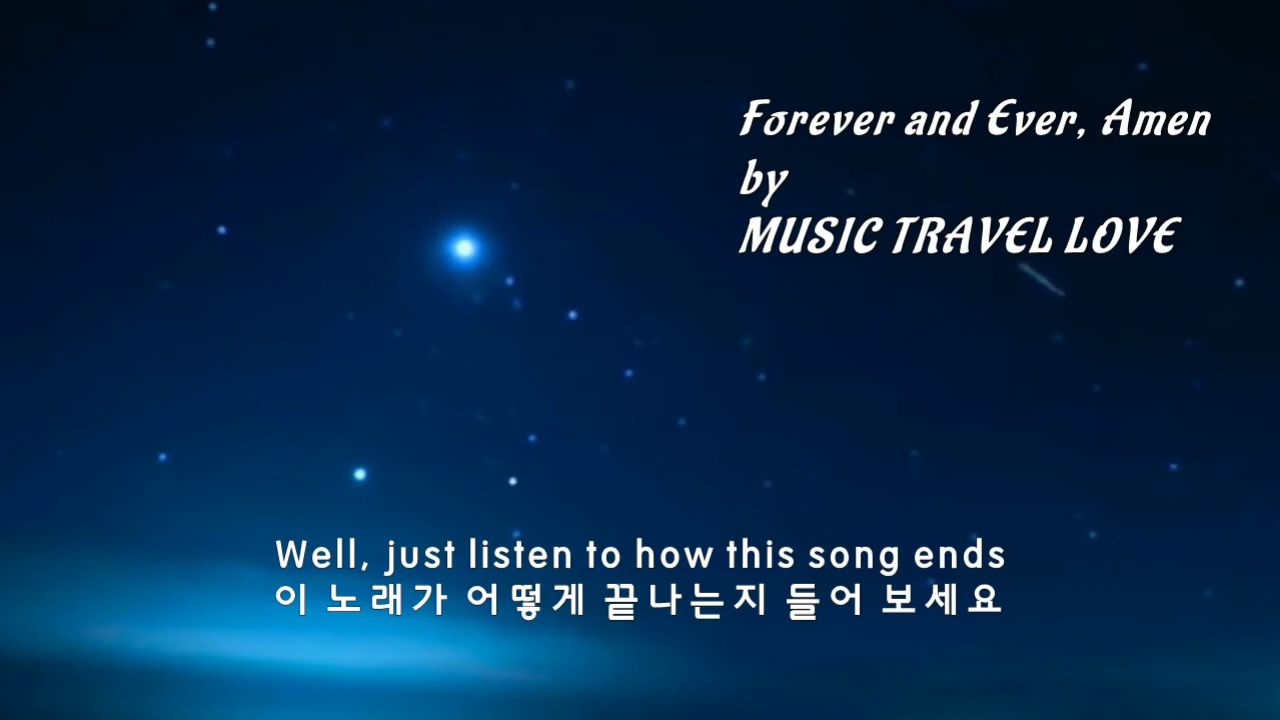 Forever and Ever, Amen
by
MUSIC TRAVEL LOVE
Well, just listen to how this song ends
이 노래가 어떻게 끝나는지 들어 보세요